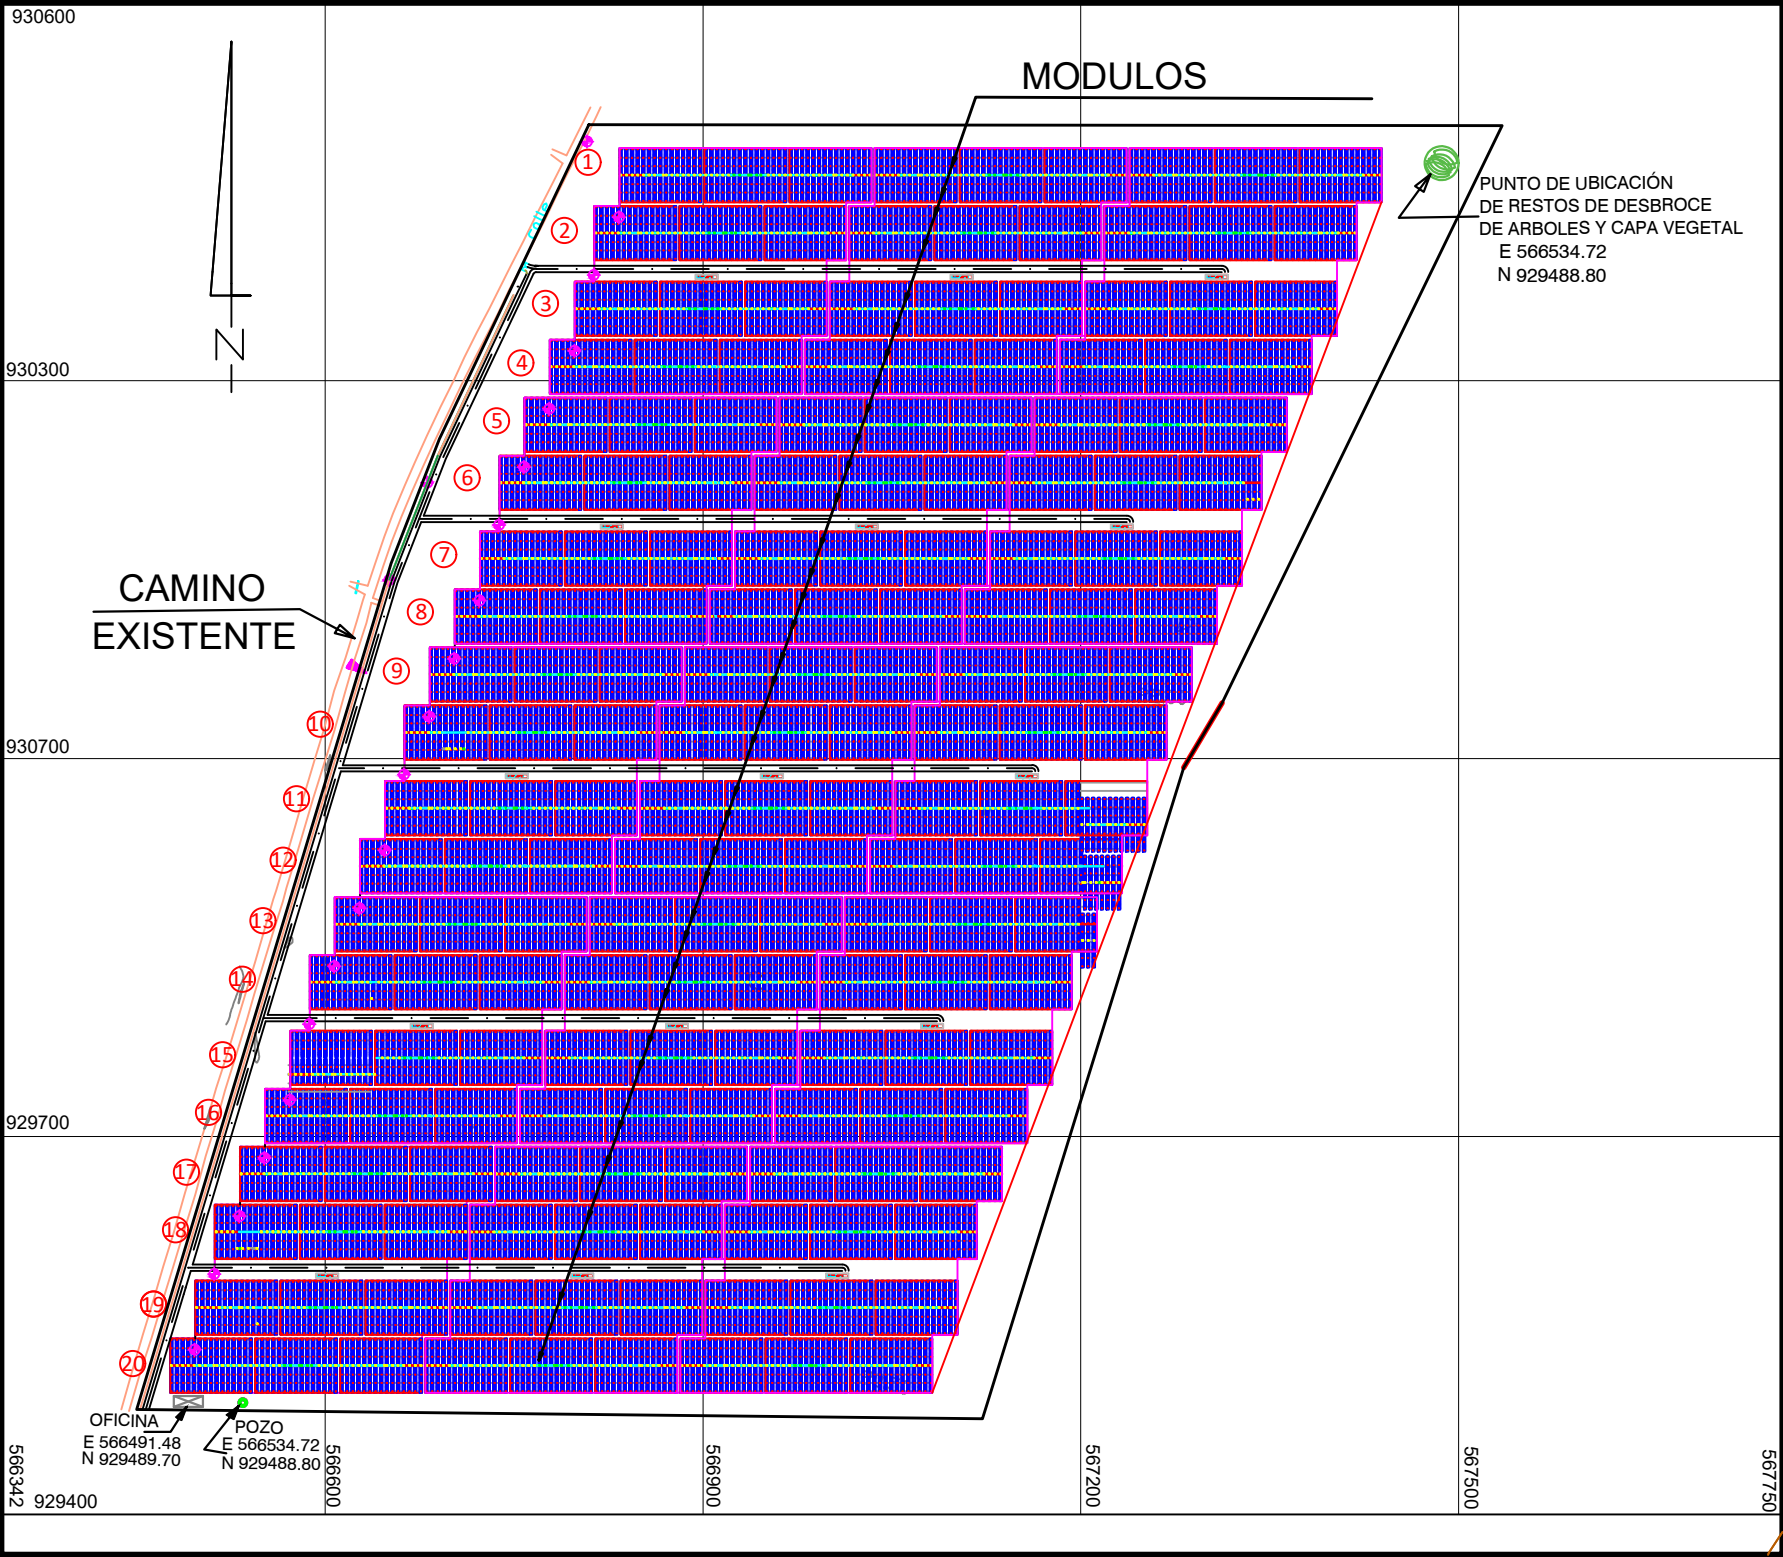 930600
MODULOS
1
PUNTO DE UBICACIÓN
DE RESTOS DE DESBROCE
DE ARBOLES Y CAPA VEGETAL
E 566534.72
N 929488.80
2
3
N
4
930300
5
6
7
CAMINO
EXISTENTE
8
9
10
930700
11
12
13
14
15
16
929700
17
18
19
20
OFICINA
E 566491.48
N 929489.70
POZO
E 566534.72
N 929488.80
566342
929400
566600
566900
567200
567500
567750